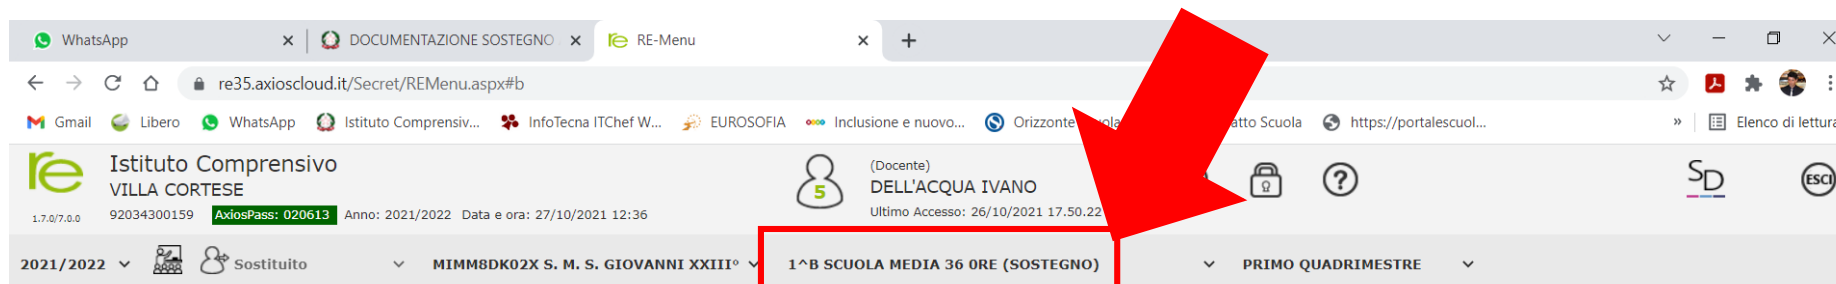 WhatsApp
DOCUMENTAZIONE SOSTEGNO
RE-Menu
re35.axioscloud.it/Secret/REMenu.aspx#b
Gmail Libero WhatsApp Istituto Comprensiv... InfoTecna ITChef W... EUROSOFIA Inclusione e nuovo... Orizzonte atto Scuola https://portalescuol... » Elenco di lettura
re Istituto Comprensivo
VILLA CORTESE
1.7.0/7.0.0 92034300159 AxiosPass: 020613 Anno: 2021/2022 Data e ora: 27/10/2021 12:36
5 (Docente)
DELL'ACQUA IVANO
Ultimo Accesso: 26/10/2021 17.50.22
?
SD
ESCI
2021/2022 Sostituito MIMM8DK02X S. M. S. GIOVANNI XXIII° 1^B SCUOLA MEDIA 36 0RE (SOSTEGNO) PRIMO QUADRIMESTRE